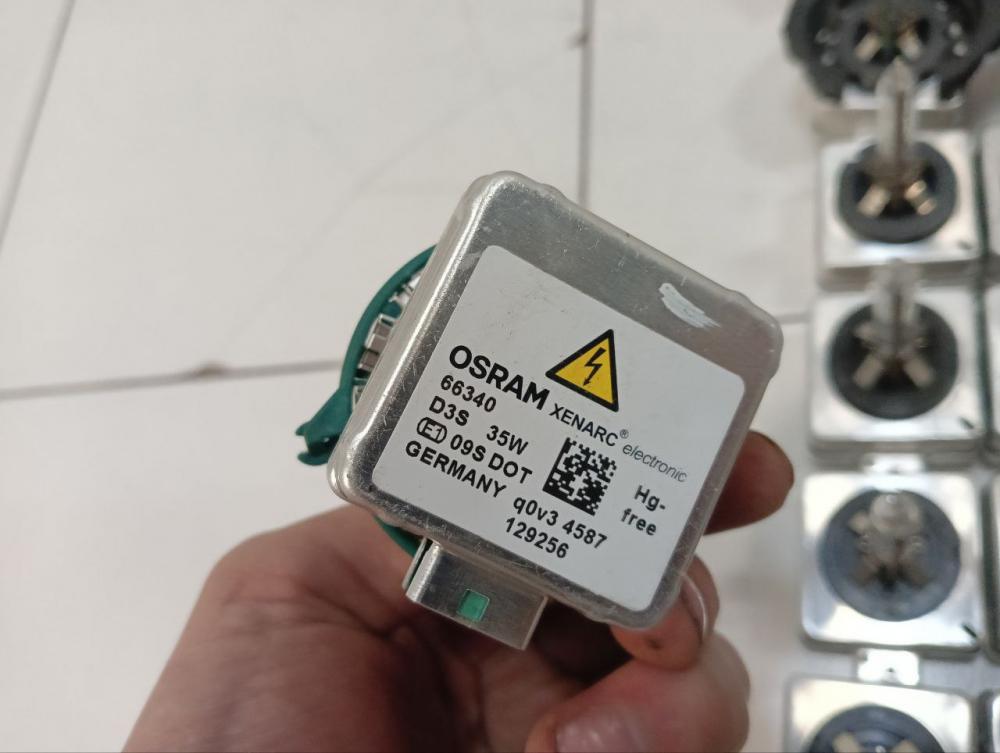 OSRAM XENARC® electronic
66340
D3S 35W
E1 09S DOT
GERMANY
Hg-
free
q0v3 4587
129256